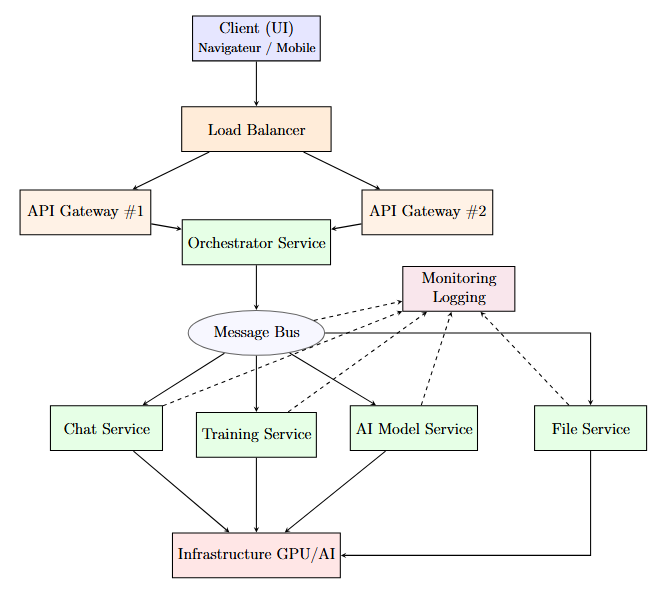 Client (UI)
Navigateur / Mobile
Load Balancer
API Gateway #1
API Gateway #2
Orchestrator Service
Monitoring
Logging
Message Bus
Chat Service
Training Service
AI Model Service
File Service
Infrastructure GPU/AI